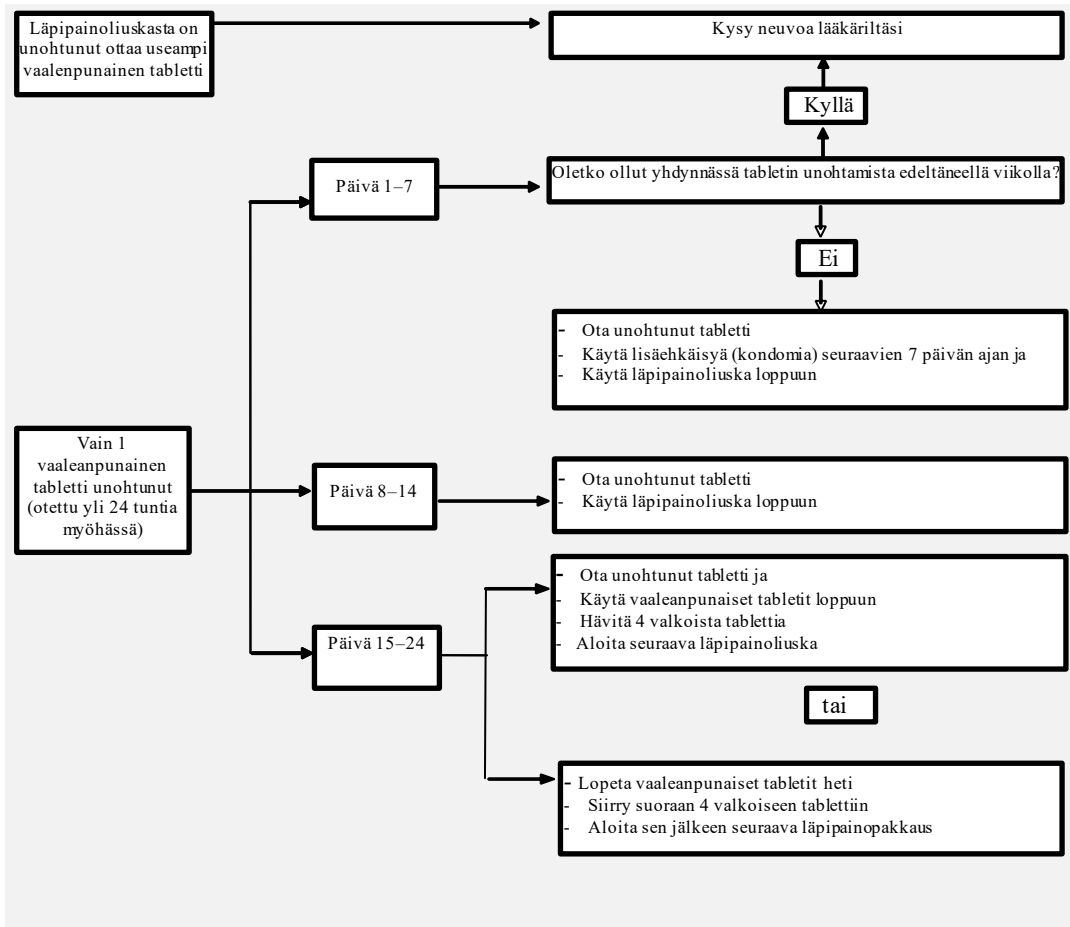 Läpipainoliuskasta on
unohtunut ottaa useampi
vaalenpunainen tabletti
Kysy neuvoa lääkäriltäsi
Kyllä
Päivä 1–7
Oletko ollut yhdynnässä tabletin unohtamista edeltäneellä viikolla?
Ei
- Ota unohtunut tabletti
- Käytä lisäehkäisyä (kondomia) seuraavien 7 päivän ajan ja
- Käytä läpipainoliuska loppuun
Vain 1
vaaleanpunainen
tabletti unohtunut
(otettu yli 24 tuntia
myöhässä)
Päivä 8–14
- Ota unohtunut tabletti
- Käytä läpipainoliuska loppuun
Päivä 15–24
- Ota unohtunut tabletti ja
- Käytä vaaleanpunaiset tabletit loppuun
- Hävitä 4 valkoista tablettia
- Aloita seuraava läpipainoliuska
tai
- Lopeta vaaleanpunaiset tabletit heti
- Siirry suoraan 4 valkoiseen tablettiin
- Aloita sen jälkeen seuraava läpipainopakkaus